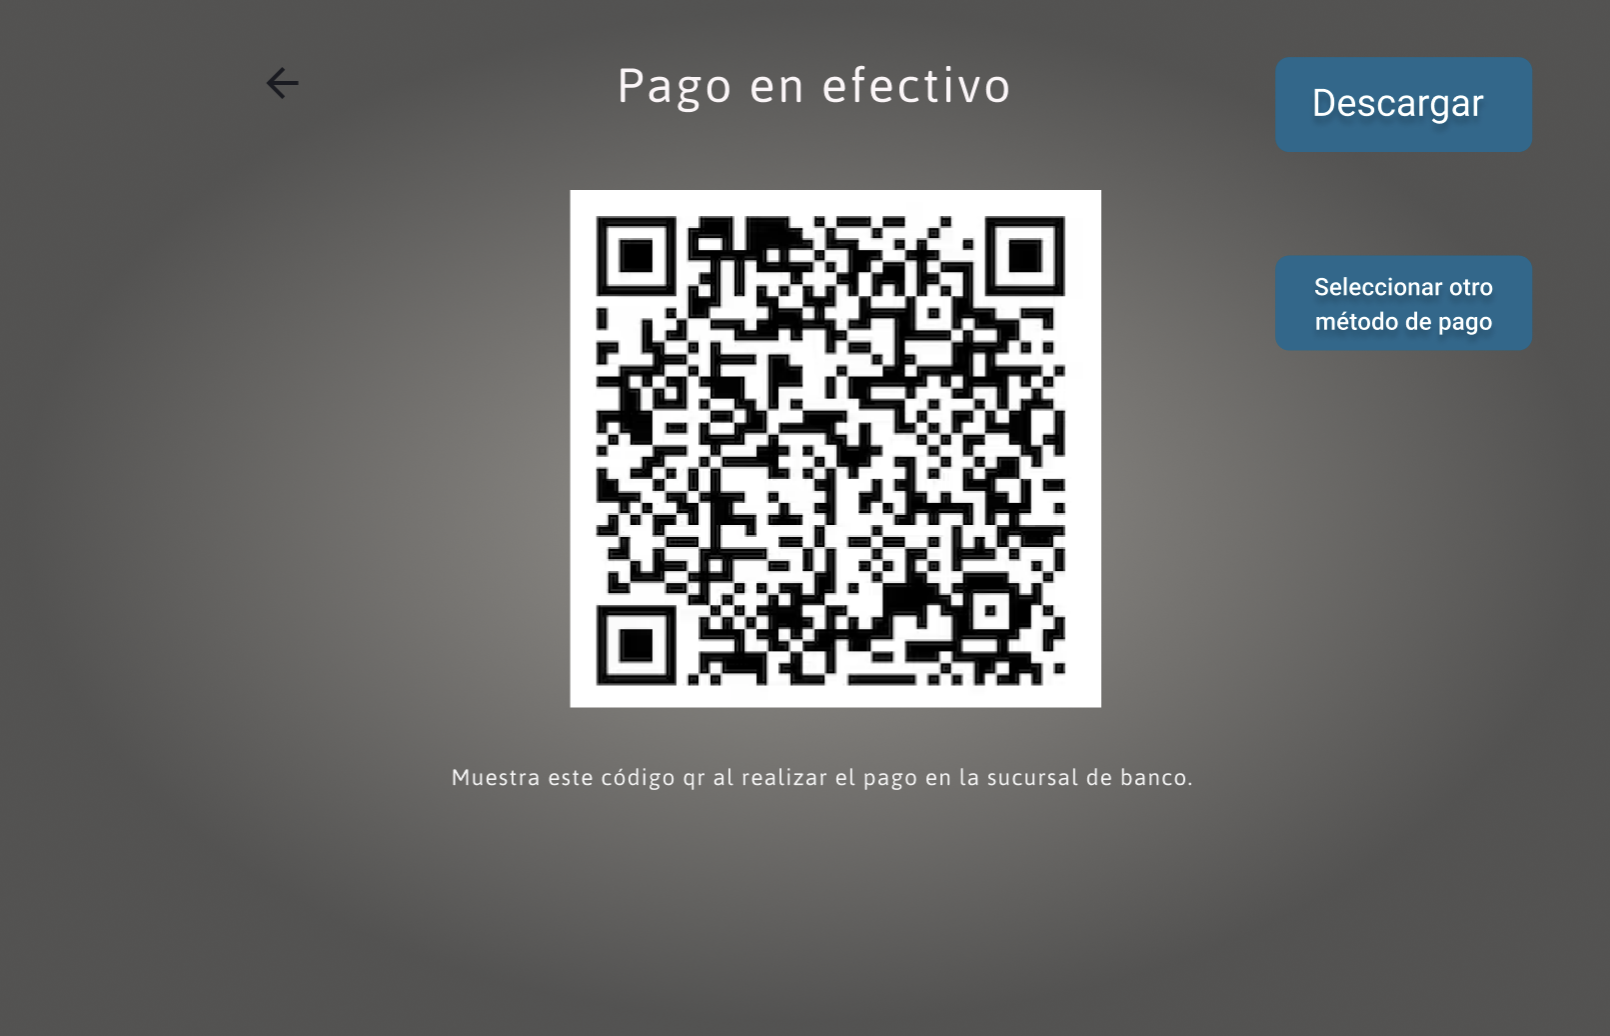 Pago en efectivo
Descargar
Seleccionar otro
método de pago
Muestra este código qr al realizar el pago en la sucursal de banco.